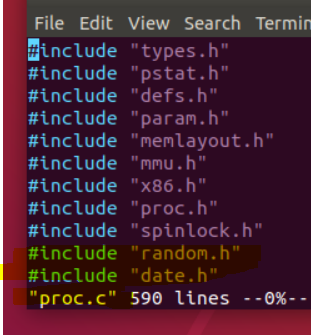 File Edit View Search Termin
#include "types.h"
#include "pstat.h"
#include "defs.h"
#include "param.h"
#include "memlayout.h"
#include "mmu.h"
#include "x86.h"
#include "proc.h"
#include "spinlock.h"
#include "random.h"
#include "date.h"
"proc.c" 590 lines --0%--